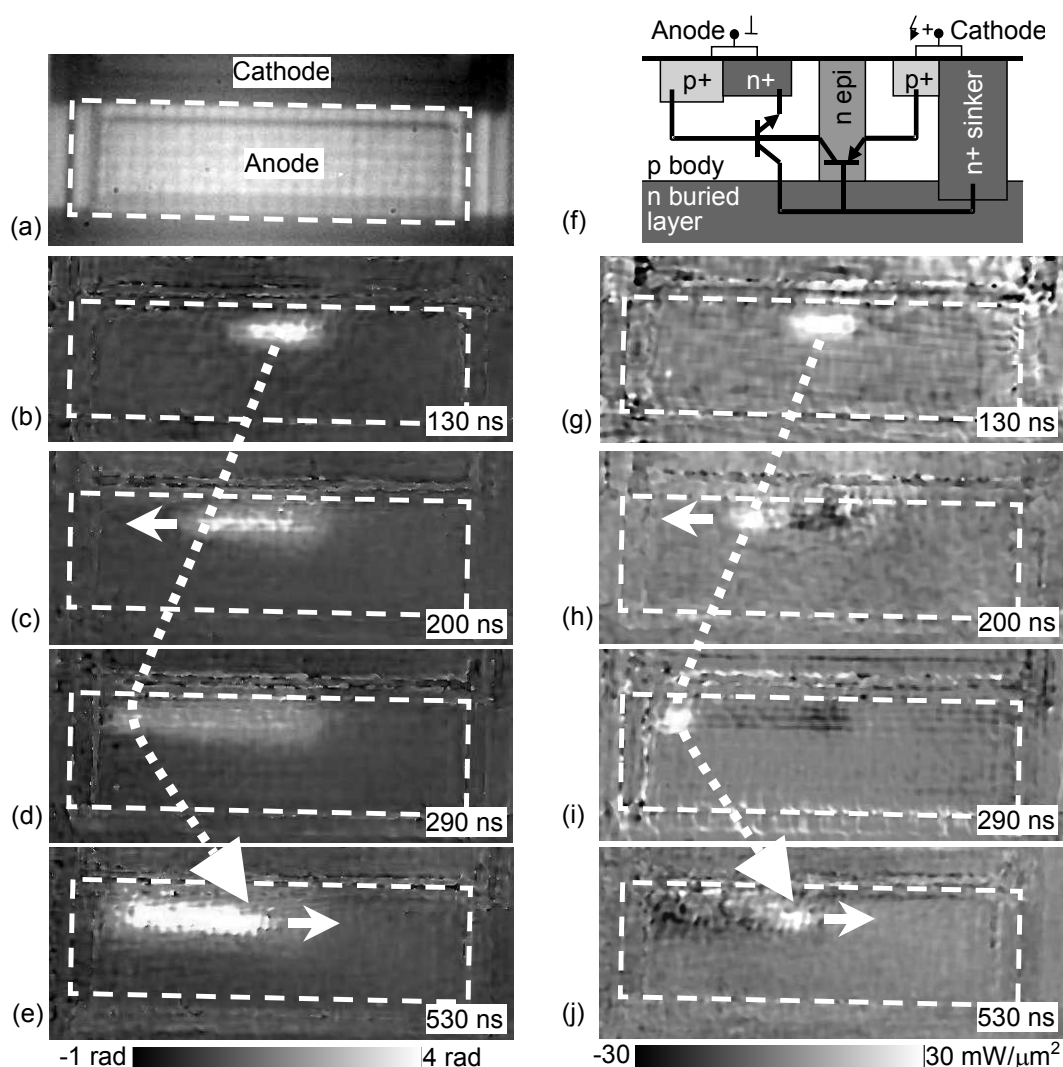 Cathode
Anode
(a)
(b)
130 ns
(c)
200 ns
(d)
290 ns
(e)
530 ns
-1 rad
4 rad
Anode ⊥
+ Cathode
p+
n+
n epi
p+
n+ sinker
p body
n buried
layer
(f)
(g)
130 ns
(h)
200 ns
(i)
290 ns
(j)
530 ns
-30
30 mW/µm²